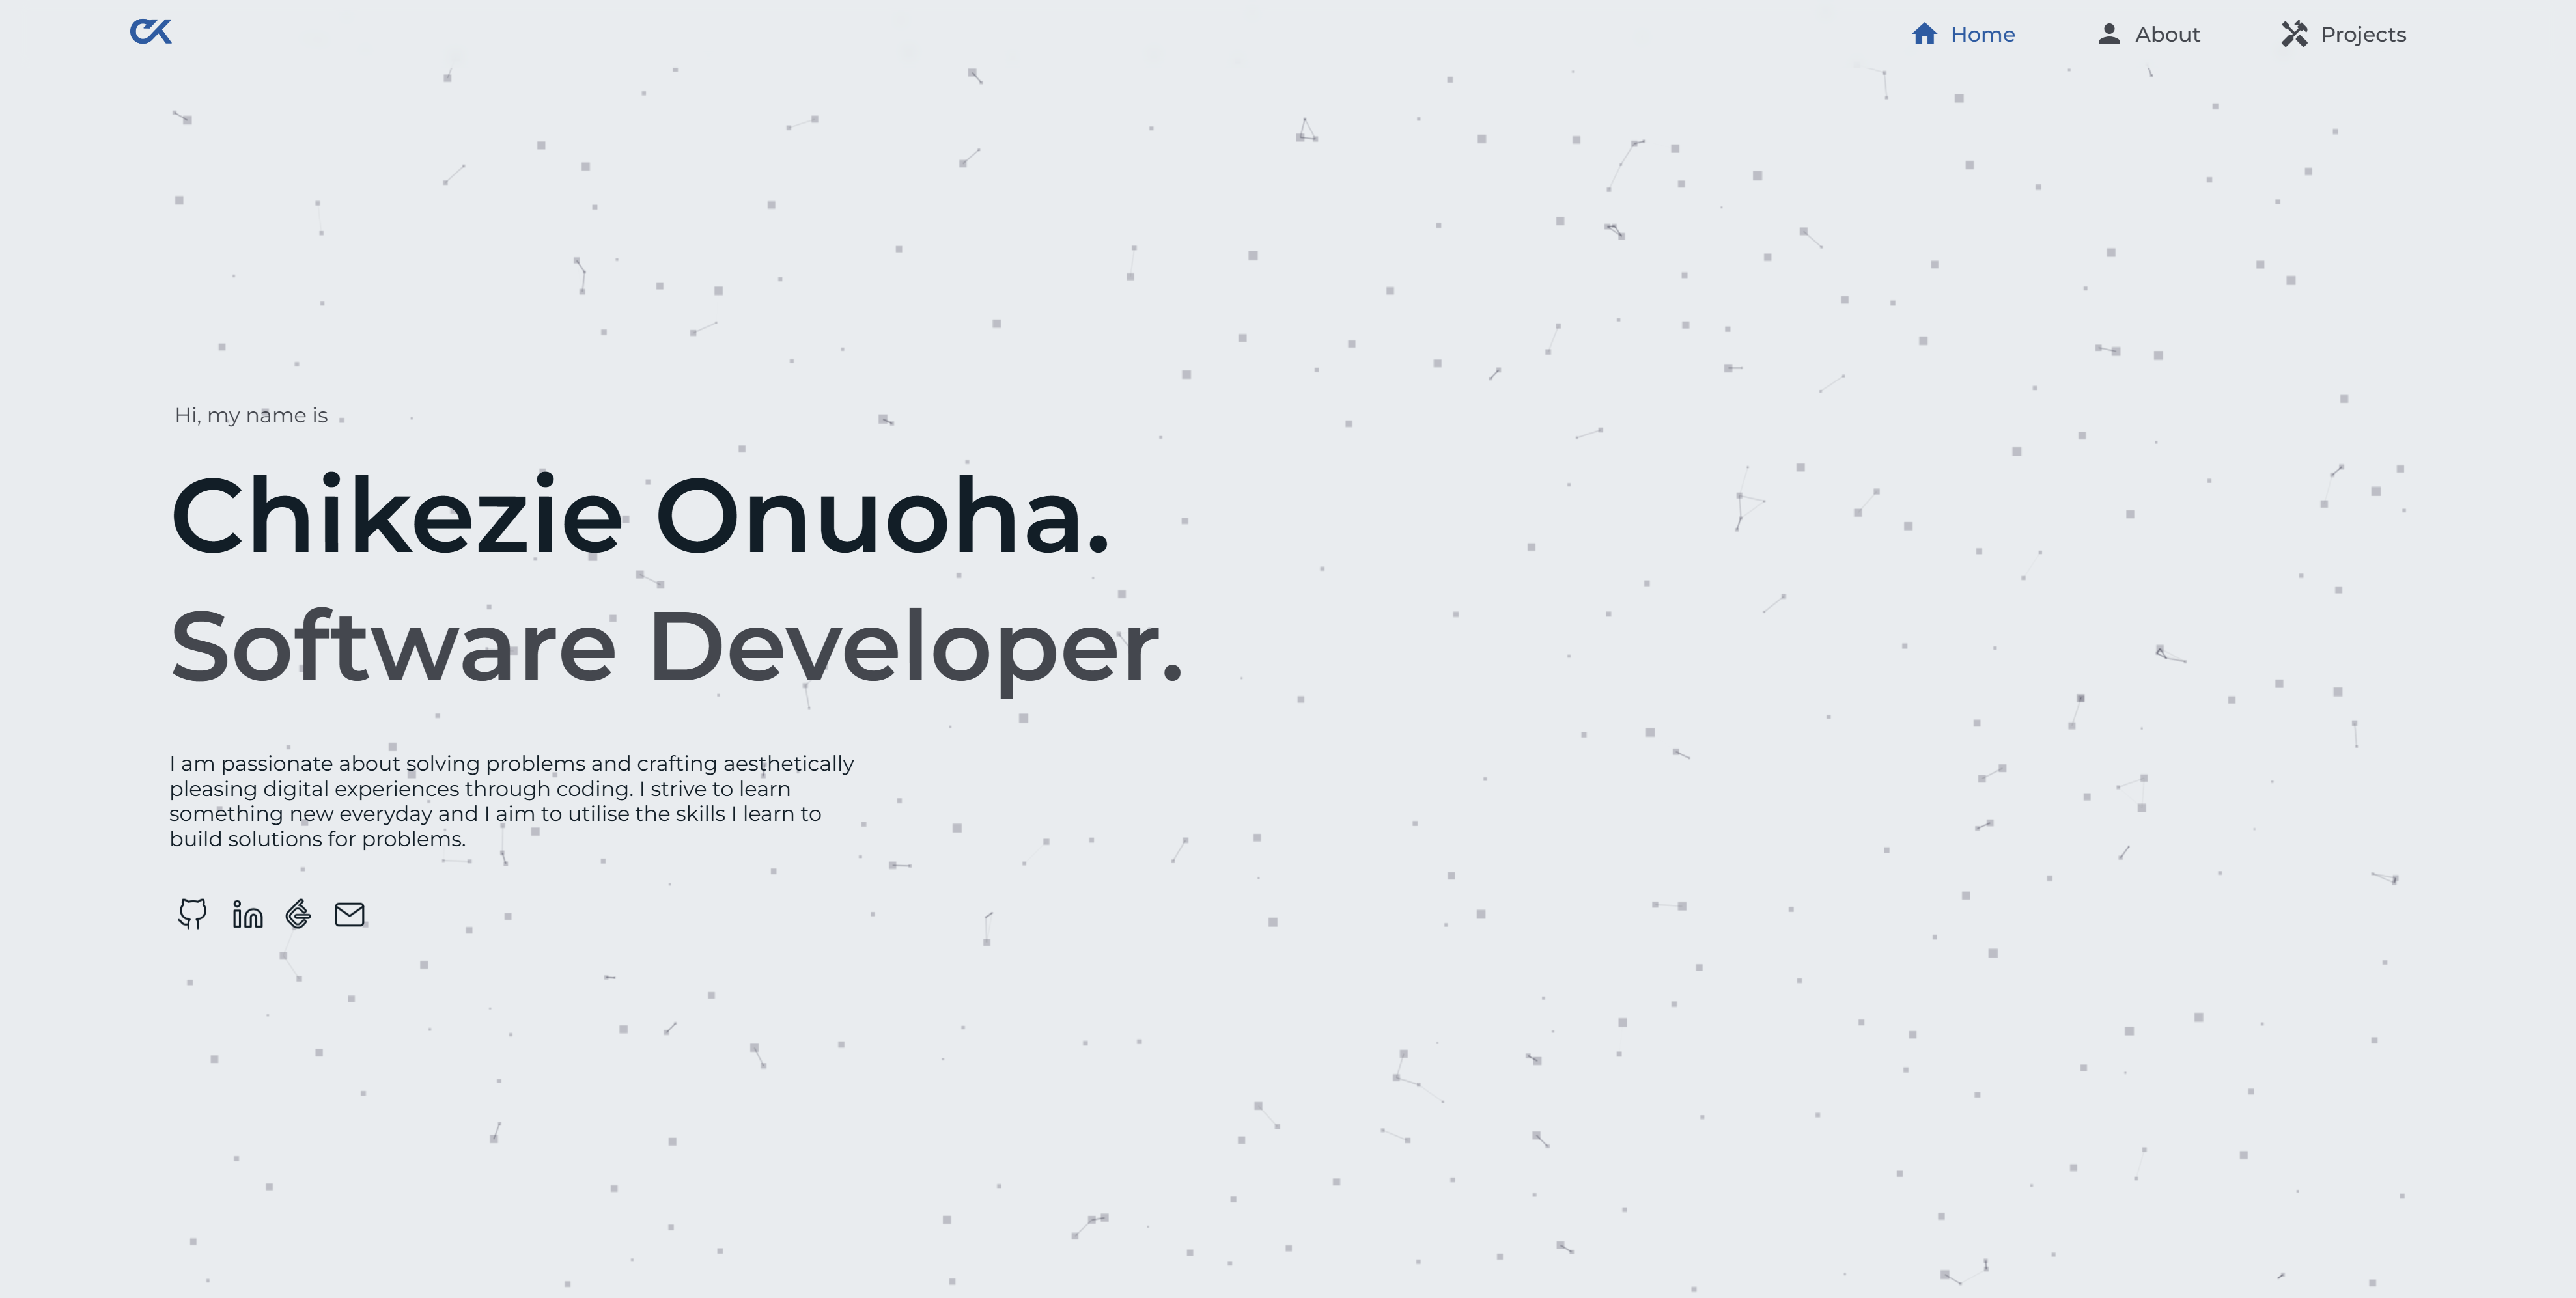 CK
Home
About
Projects
Hi, my name is
Chikezie Onuoha.
Software Developer.
I am passionate about solving problems and crafting aesthetically
pleasing digital experiences through coding. I strive to learn
something new everyday and I aim to utilise the skills I learn to
build solutions for problems.
in